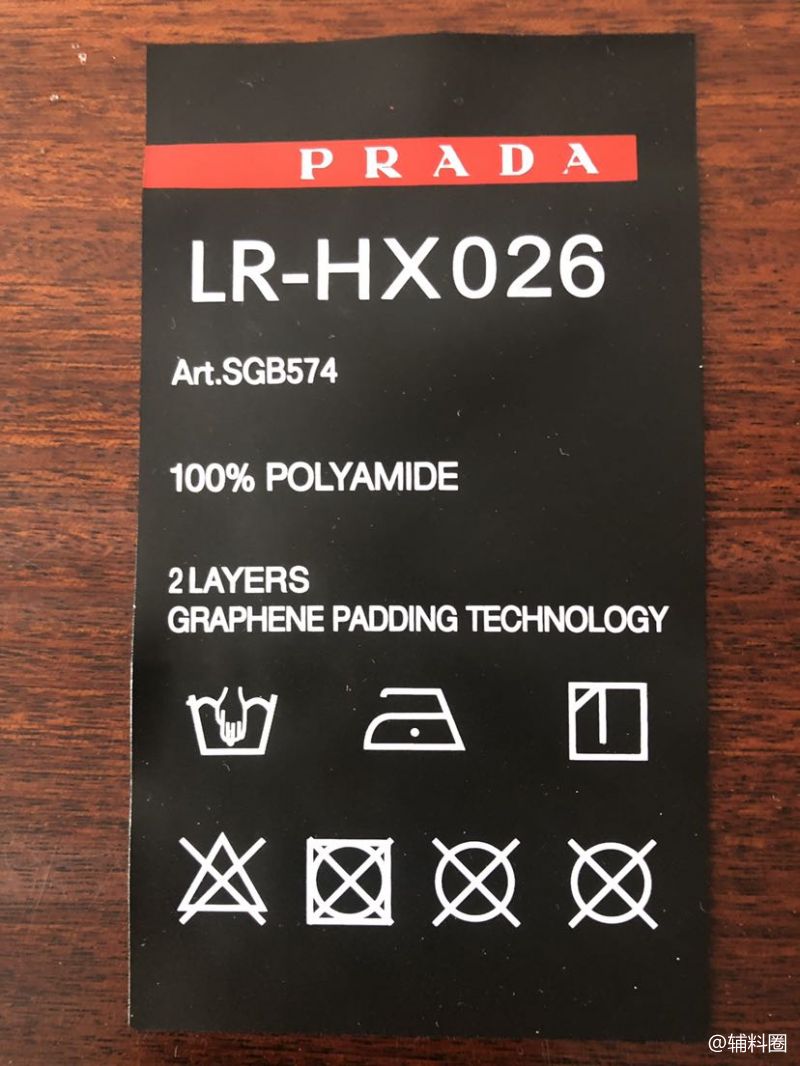 PRADA
LR-HX026
Art.SGB574
100% POLYAMIDE
2 LAYERS
GRAPHENE PADDING TECHNOLOGY
@辅料圈